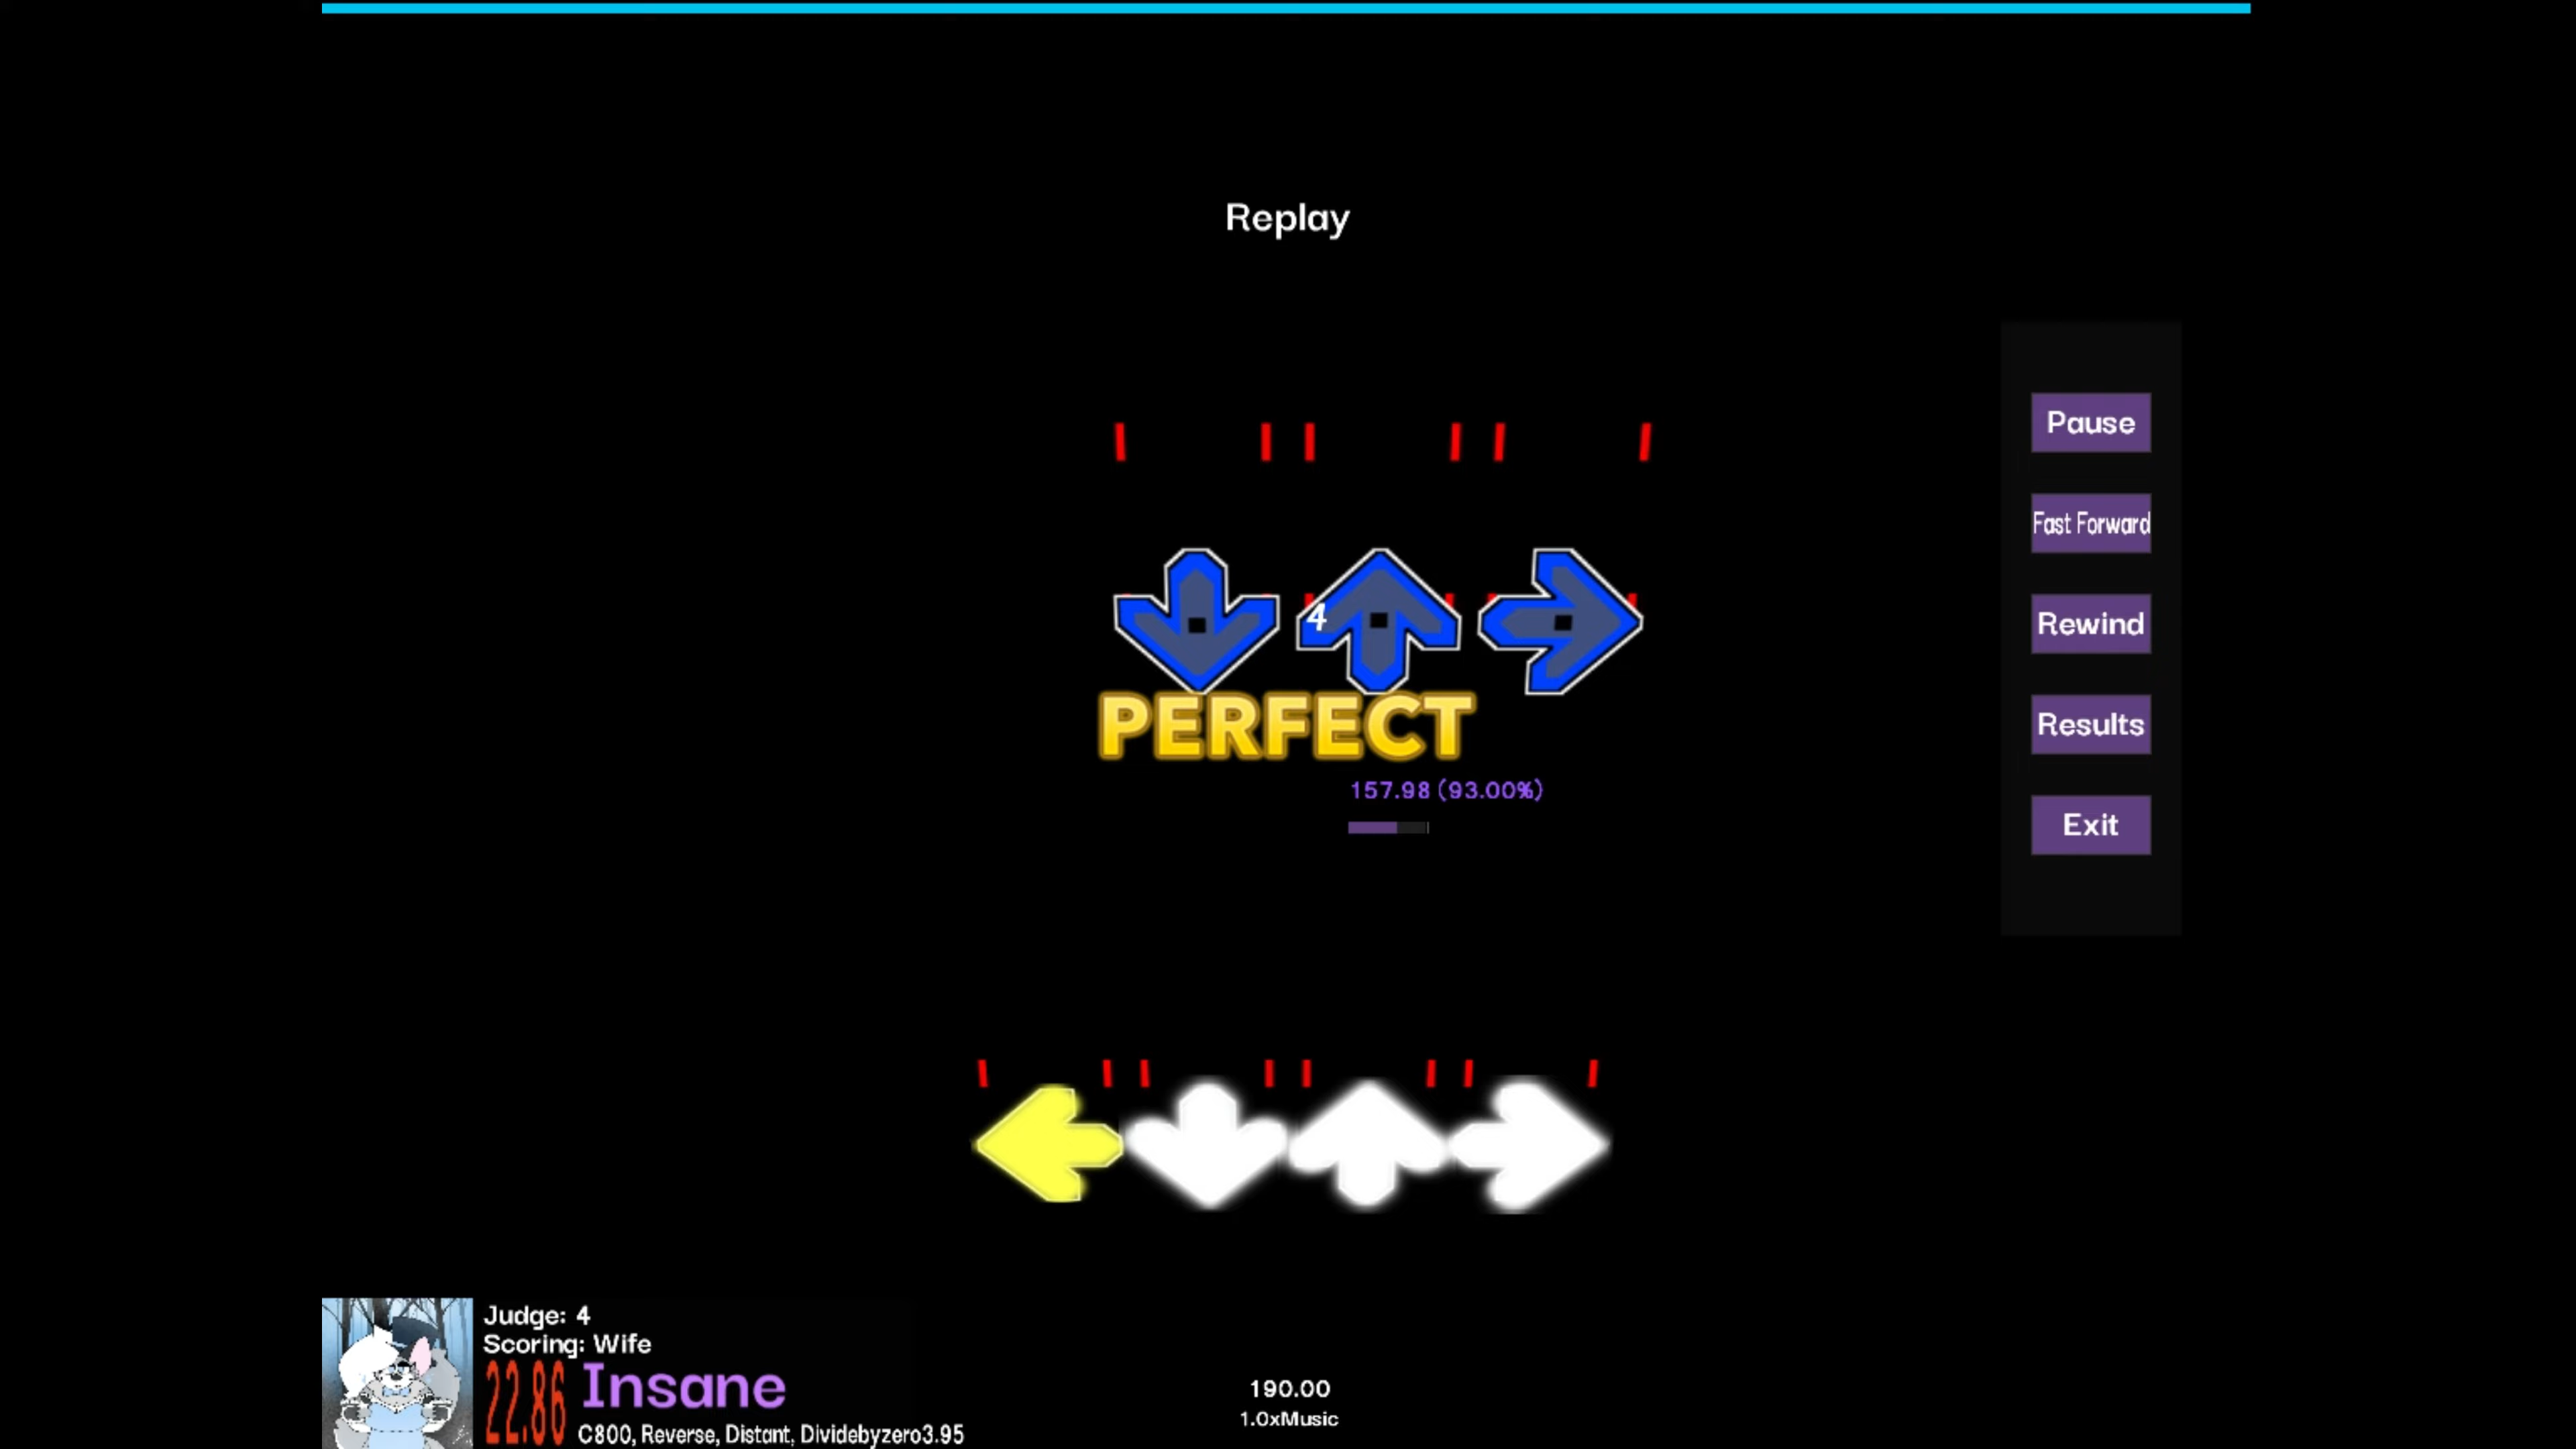 Replay
Pause
Fast Forward
4
Rewind
PERFECT
Results
157.98 (93.00%)
Exit
Judge: 4
Scoring: Wife
22.86 Insane
C800, Reverse, Distant, Dividebyzero3.95
190.00
1.0xMusic